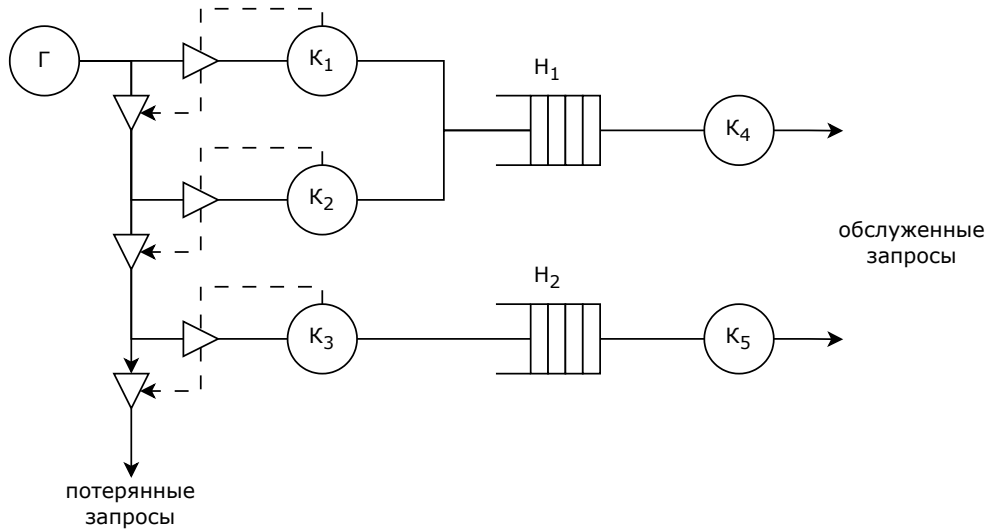 Г
К1
Н1
К4
К2
обслуженные
запросы
Н2
К3
К5
потерянные
запросы